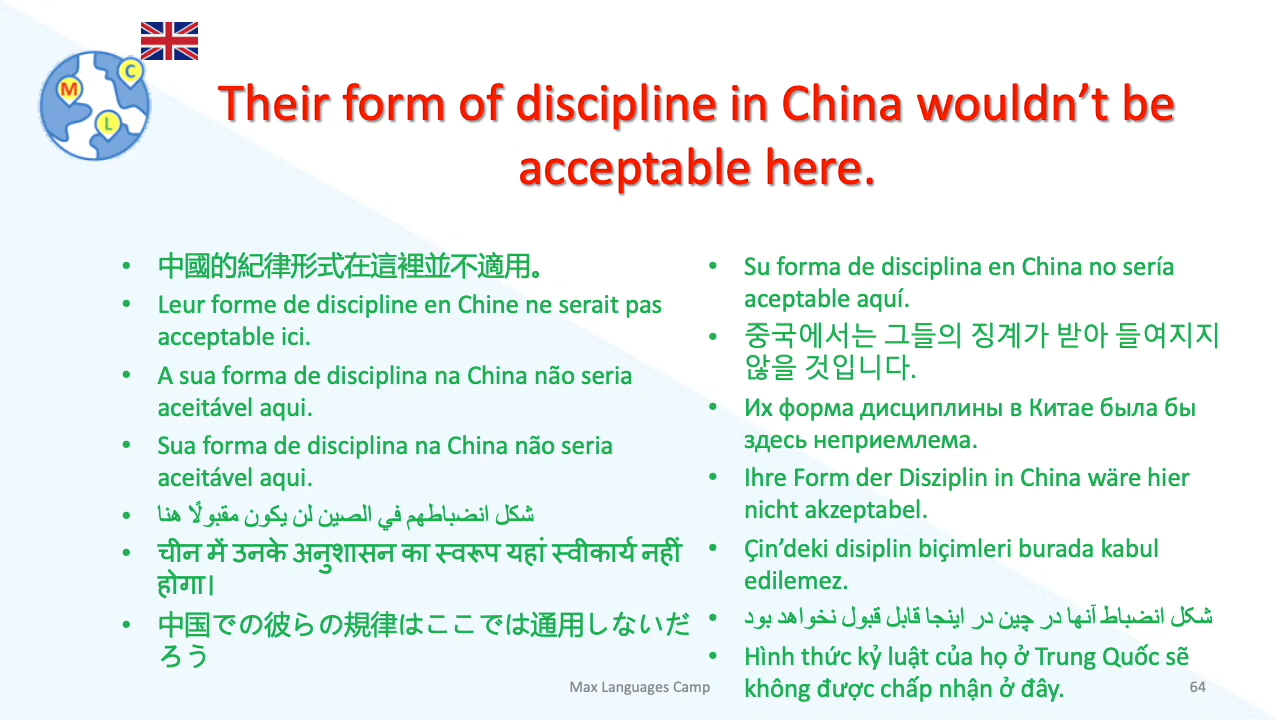 M
C
L
Their form of discipline in China wouldn’t be
acceptable here.
• 中國的紀律形式在這裡並不適用。
• Leur forme de discipline en Chine ne serait pas
acceptable ici.
• A sua forma de disciplina na China não seria
aceitável aqui.
• Sua forma de disciplina na China não seria
aceitável aqui.
• شكل انضباطهم في الصين لن يكون مقبولًا هنا
• चीन में उनके अनुशासन का स्वरूप यहां स्वीकार्य नहीं
होगा।
• 中国での彼らの規律はここでは通用しないだ
ろう
• Su forma de disciplina en China no sería
aceptable aquí.
• 중국에서는 그들의 징계가 받아 들여지지
않을 것입니다.
• Их форма дисциплины в Китае была бы
здесь неприемлема.
• Ihre Form der Disziplin in China wäre hier
nicht akzeptabel.
• Çin’deki disiplin biçimleri burada kabul
edilemez.
• شکل انضباط آنها در چین در اینجا قابل قبول نخواهد بود
• Hình thức kỷ luật của họ ở Trung Quốc sẽ
không được chấp nhận ở đây.
Max Languages Camp
64